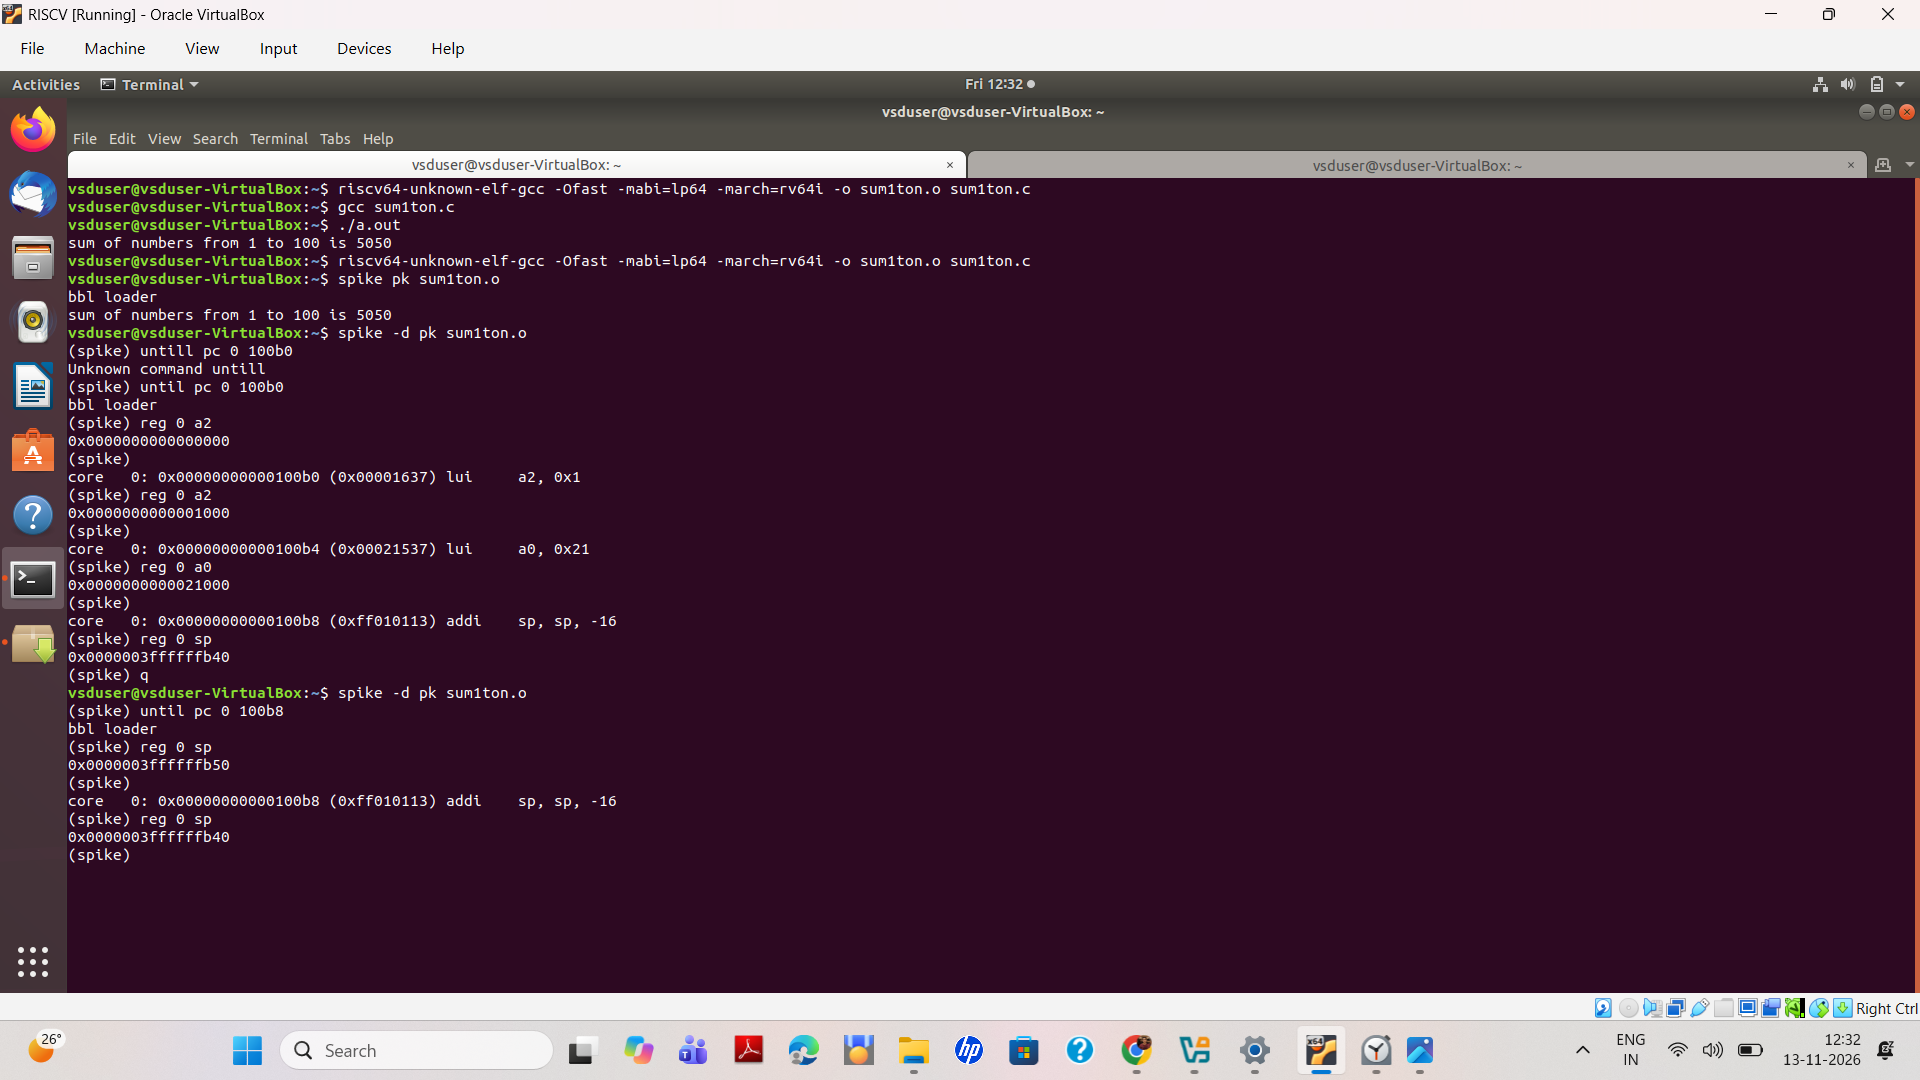 RISCV [Running] - Oracle VirtualBox
File Machine View Input Devices Help
Activities Terminal Fri 12:32
vsduser@vsduser-VirtualBox: ~
File Edit View Search Terminal Tabs Help
vsduser@vsduser-VirtualBox: ~ × vsduser@vsduser-VirtualBox: ~ ×
vsduser@vsduser-VirtualBox:~$ riscv64-unknown-elf-gcc -Ofast -mabi=lp64 -march=rv64i -o sum1ton.o sum1ton.c
vsduser@vsduser-VirtualBox:~$ gcc sum1ton.c
vsduser@vsduser-VirtualBox:~$ ./a.out
sum of numbers from 1 to 100 is 5050
vsduser@vsduser-VirtualBox:~$ riscv64-unknown-elf-gcc -Ofast -mabi=lp64 -march=rv64i -o sum1ton.o sum1ton.c
vsduser@vsduser-VirtualBox:~$ spike pk sum1ton.o
bbl loader
sum of numbers from 1 to 100 is 5050
vsduser@vsduser-VirtualBox:~$ spike -d pk sum1ton.o
(spike) untill pc 0 100b0
Unknown command untill
(spike) until pc 0 100b0
bbl loader
(spike) reg 0 a2
0x0000000000000000
(spike)
core   0: 0x00000000000100b0 (0x00001637) lui     a2, 0x1
(spike) reg 0 a2
0x0000000000001000
(spike)
core   0: 0x00000000000100b4 (0x00021537) lui     a0, 0x21
(spike) reg 0 a0
0x0000000000021000
(spike)
core   0: 0x00000000000100b8 (0xff010113) addi    sp, sp, -16
(spike) reg 0 sp
0x0000003ffffffb40
(spike) q
vsduser@vsduser-VirtualBox:~$ spike -d pk sum1ton.o
(spike) until pc 0 100b8
bbl loader
(spike) reg 0 sp
0x0000003ffffffb50
(spike)
core   0: 0x00000000000100b8 (0xff010113) addi    sp, sp, -16
(spike) reg 0 sp
0x0000003ffffffb40
(spike)
Right Ctrl
26°
Search
hp
x64
ENG
IN
12:32
13-11-2026